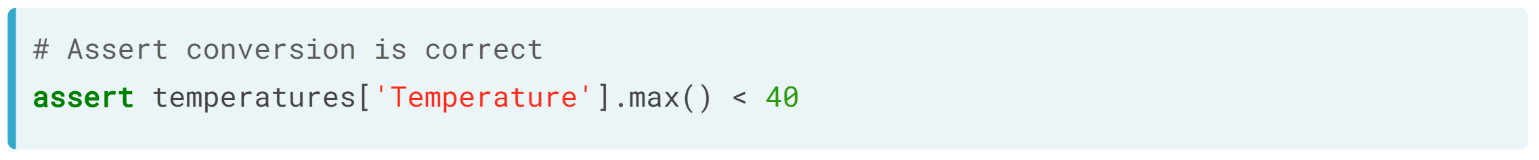 # Assert conversion is correct
assert temperatures['Temperature'].max() < 40